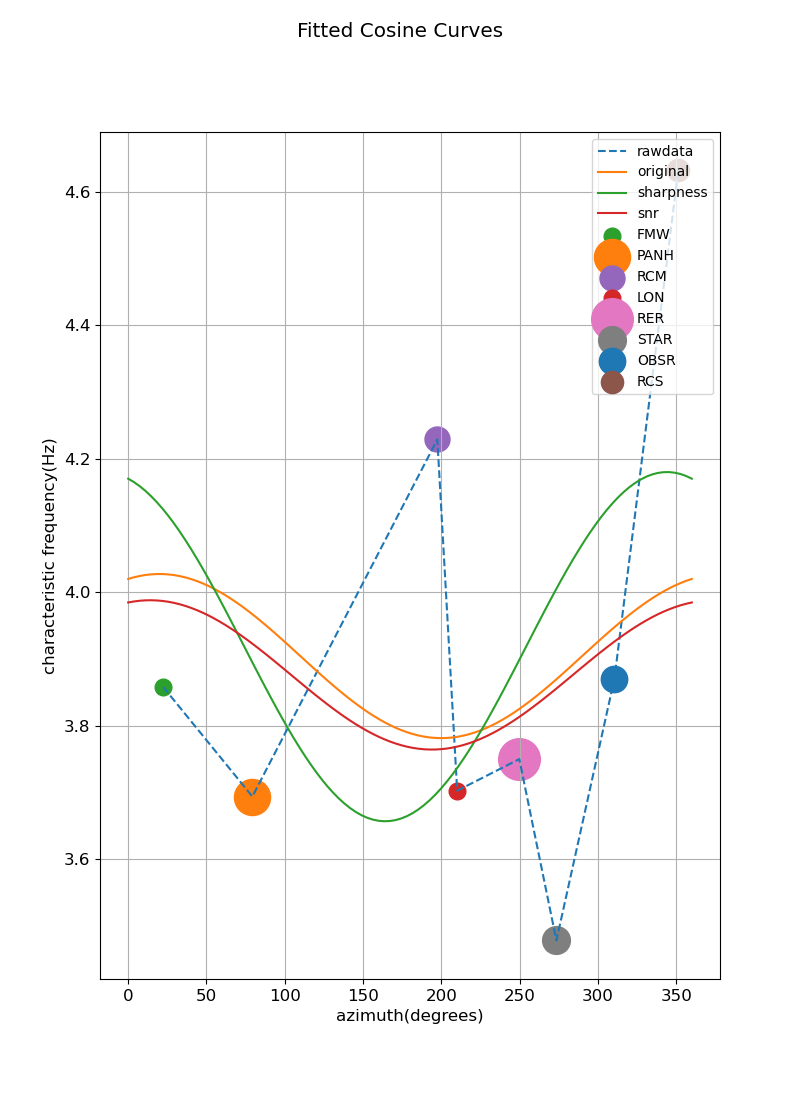 Fitted Cosine Curves
rawdata
original
sharpness
snr
FMW
PANH
RCM
LON
RER
STAR
OBSR
RCS
4.6
4.4
4.2
4.0
3.8
3.6
characteristic frequency(Hz)
0 50 100 150 200 250 300 350
azimuth(degrees)